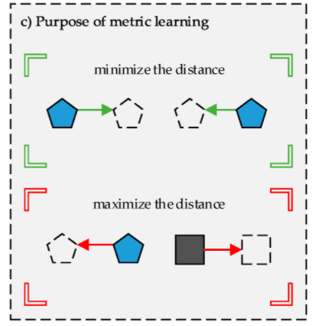 c) Purpose of metric learning
minimize the distance
maximize the distance